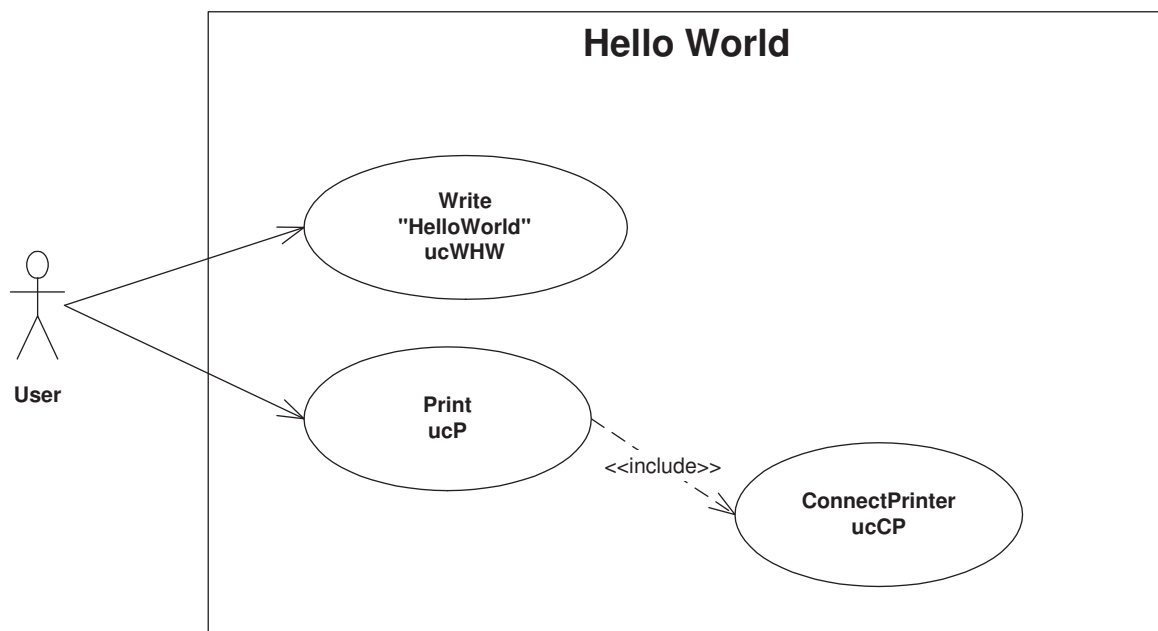 Hello World
Write
"HelloWorld"
ucWHW
User
Print
ucP
<<include>>
ConnectPrinter
ucCP